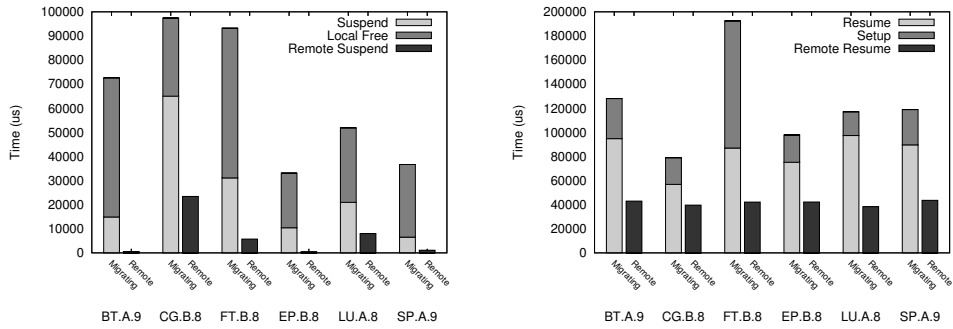 100000
90000
80000
70000
60000
50000
40000
30000
20000
10000
0
Time (us)
Suspend
Local Free
Remote Suspend
Migrating Remote Migrating Remote Migrating Remote Migrating Remote Migrating Remote Migrating Remote
BT.A.9 CG.B.8 FT.B.8 EP.B.8 LU.A.8 SP.A.9
200000
180000
160000
140000
120000
100000
80000
60000
40000
20000
0
Time (us)
Resume
Setup
Remote Resume
Migrating Remote Migrating Remote Migrating Remote Migrating Remote Migrating Remote Migrating Remote
BT.A.9 CG.B.8 FT.B.8 EP.B.8 LU.A.8 SP.A.9